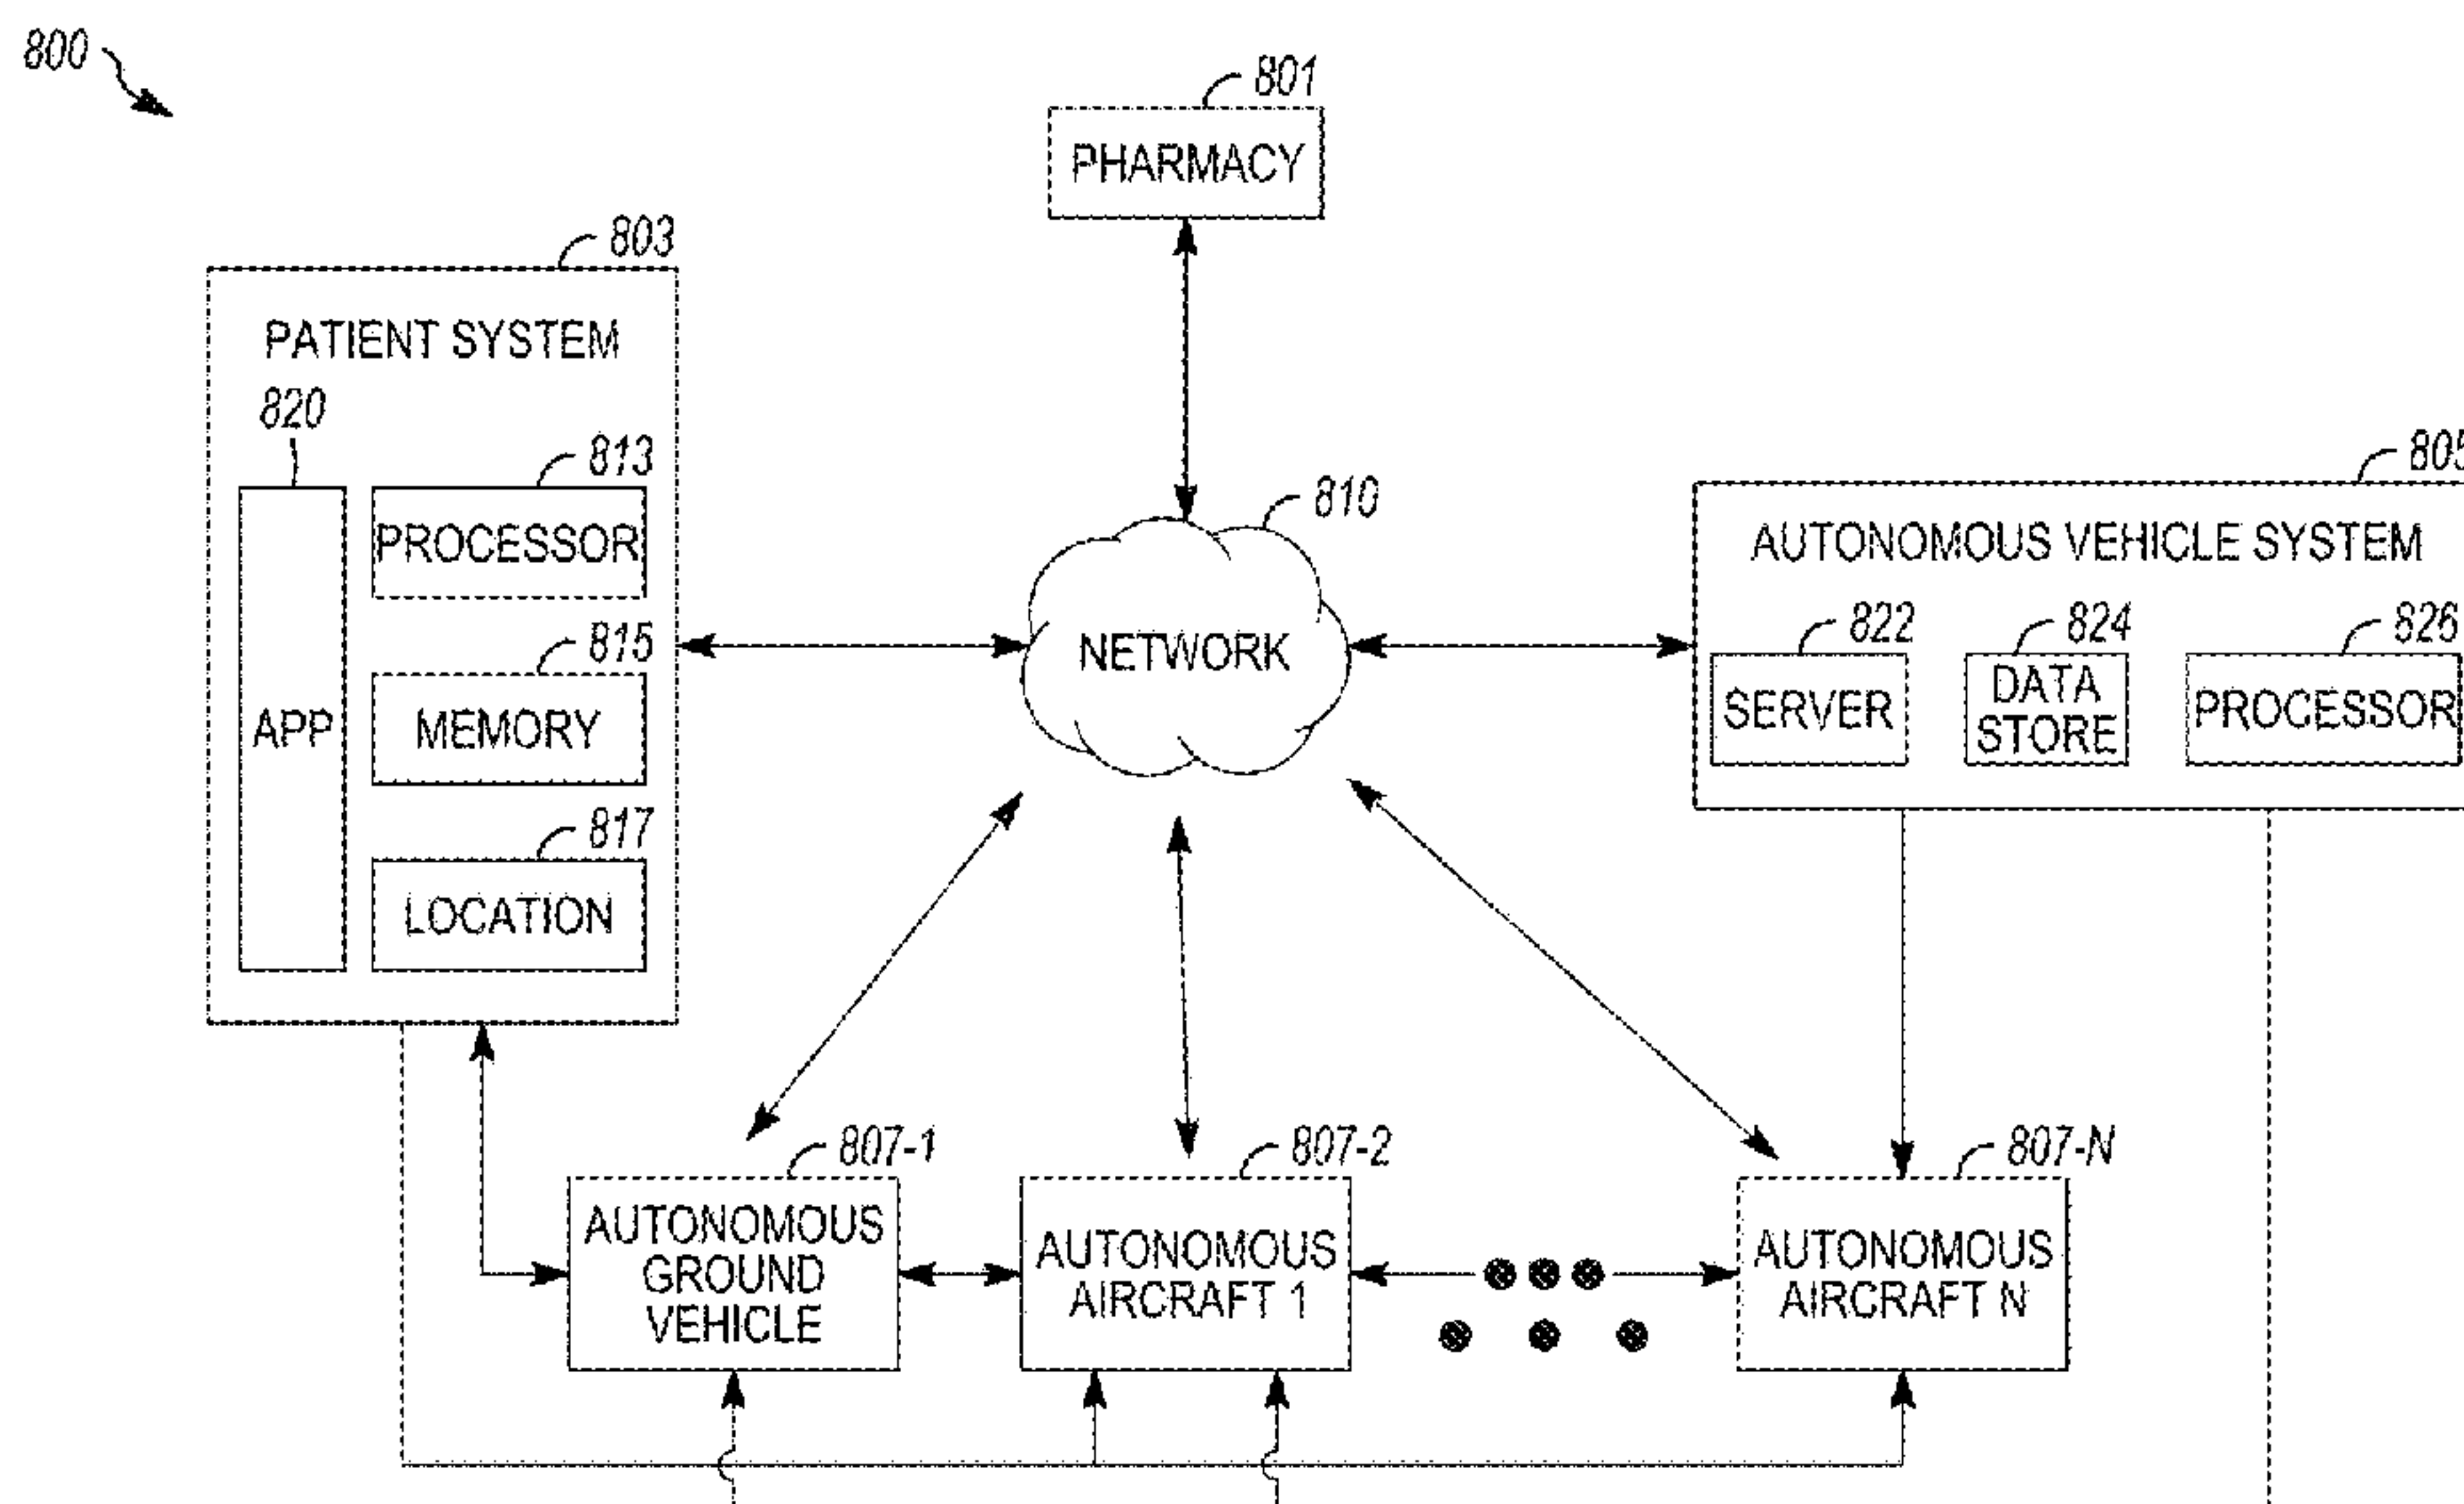 800
801
PHARMACY
803
PATIENT SYSTEM
820
813
PROCESSOR
815
MEMORY
APP
817
LOCATION
810
NETWORK
805
AUTONOMOUS VEHICLE SYSTEM
822
824
826
SERVER
DATA
STORE
PROCESSOR
807-1
AUTONOMOUS
GROUND
VEHICLE
807-2
AUTONOMOUS
AIRCRAFT 1
807-N
AUTONOMOUS
AIRCRAFT N